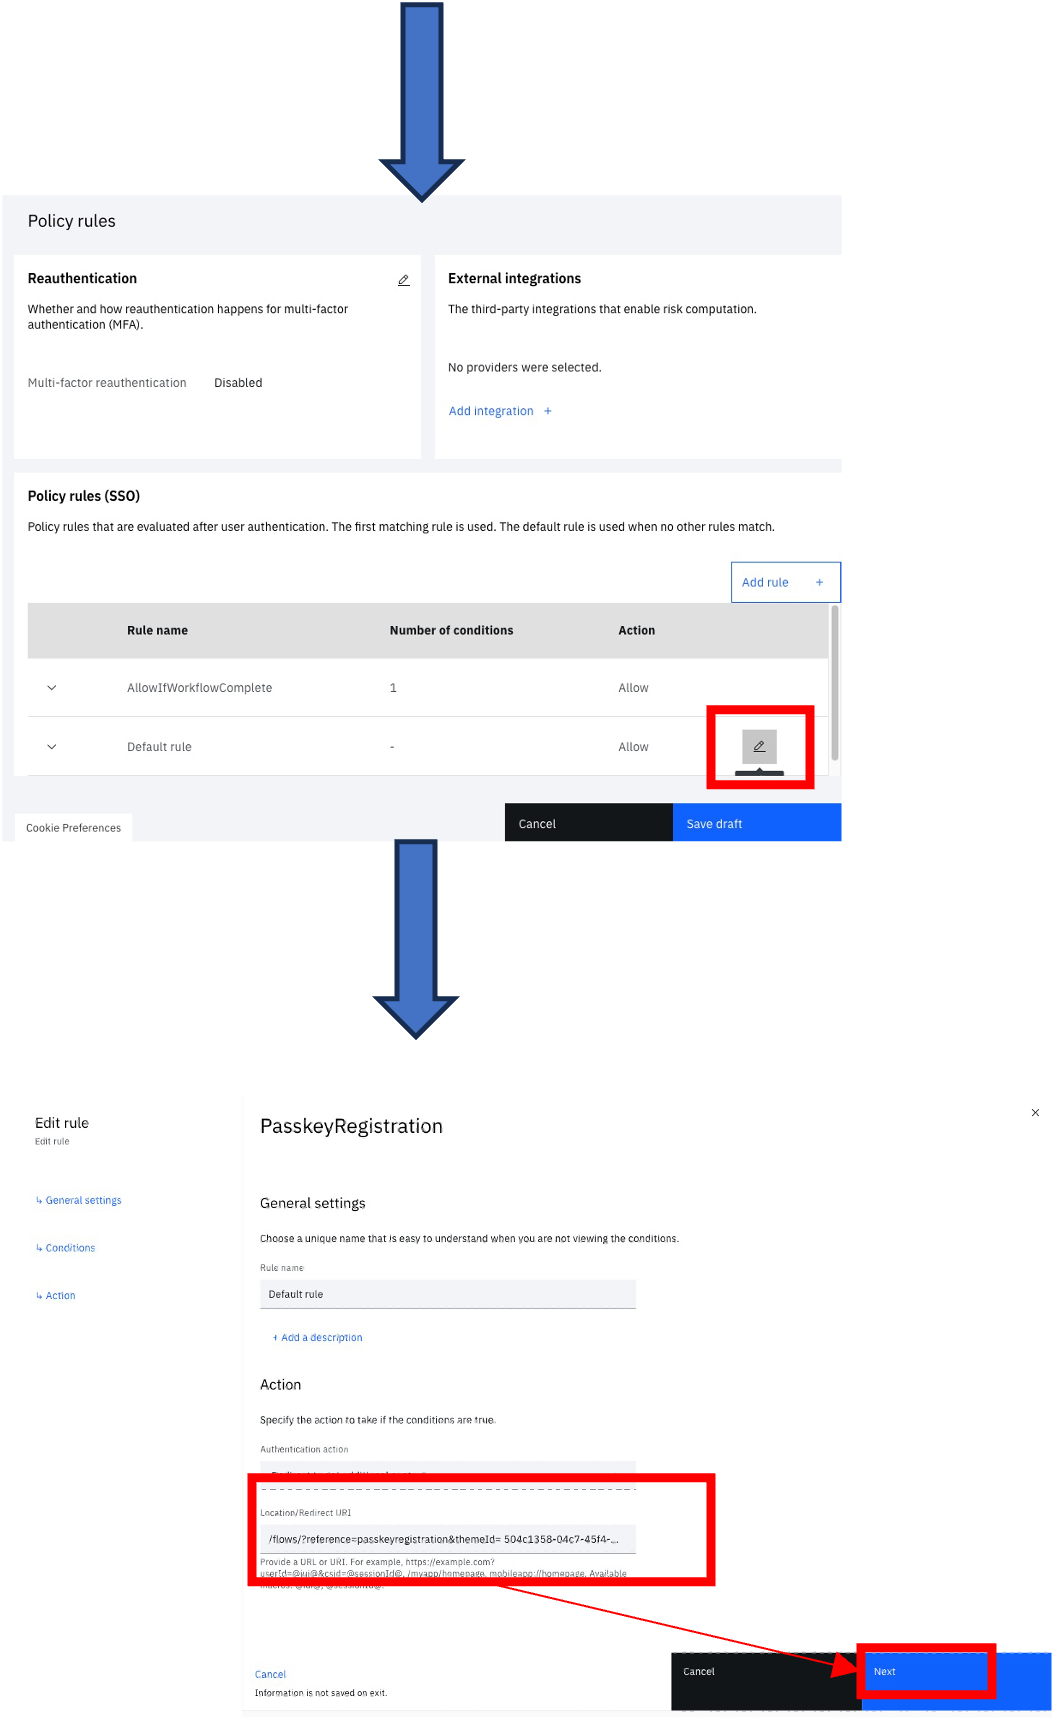 Policy rules
Reauthentication
Whether and how reauthentication happens for multi-factor
authentication (MFA).
Multi-factor reauthentication Disabled
External integrations
The third-party integrations that enable risk computation.
No providers were selected.
Add integration +
Policy rules (SSO)
Policy rules that are evaluated after user authentication. The first matching rule is used. The default rule is used when no other rules match.
Add rule +
Rule name Number of conditions Action
AllowIfWorkflowComplete 1 Allow
Default rule - Allow
Cookie Preferences
Cancel
Save draft
Edit rule
Edit rule
↳ General settings
↳ Conditions
↳ Action
PasskeyRegistration
General settings
Choose a unique name that is easy to understand when you are not viewing the conditions.
Rule name
Default rule
+ Add a description
Action
Specify the action to take if the conditions are true.
Authentication action
Location/Redirect URI
/flows/?reference=passkeyregistration&themeId= 504c1358-04c7-45f4-...
Provide a URL or URI. For example, https://example.com?
userId=@iui@&csid=@sessionId@, /myapp/homepage, mobileapp://homepage. Available
Cancel
Information is not saved on exit.
Cancel
Next